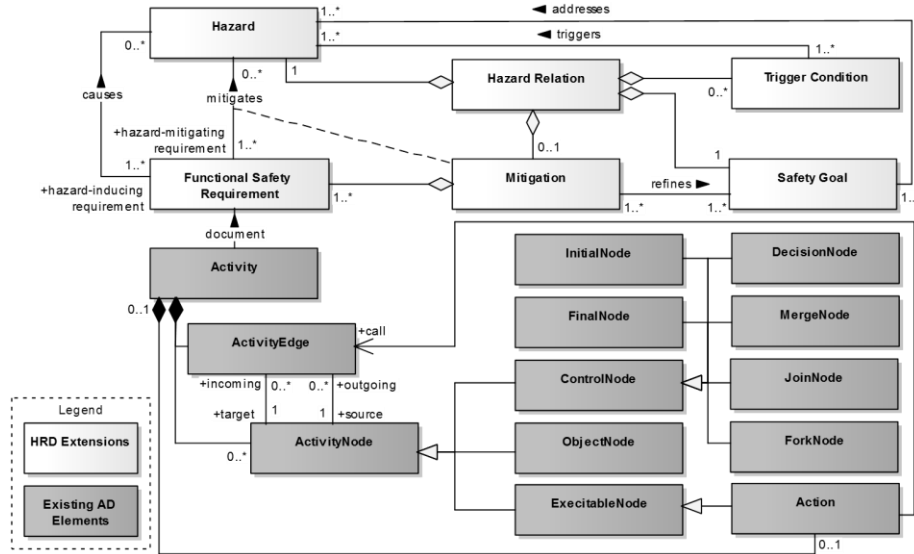 1..*
addresses
Hazard
1..*
triggers
0..*
1..*
1
Hazard Relation
Trigger Condition
0..*
causes
0..*
mitigates
+hazard-mitigating
requirement
1..*
0..1
1
1..*
Functional Safety
Requirement
Mitigation
refines
Safety Goal
+hazard-inducing
requirement
1..*
1..*
1..*
1..
document
Activity
InitialNode
DecisionNode
0..1
ActivityEdge
+call
FinalNode
MergeNode
+incoming
0..*
0..*
+outgoing
ControlNode
JoinNode
+target
1
1
+source
Legend
HRD Extensions
ActivityNode
0..*
ObjectNode
ForkNode
Existing AD
Elements
ExecitableNode
Action
0..1